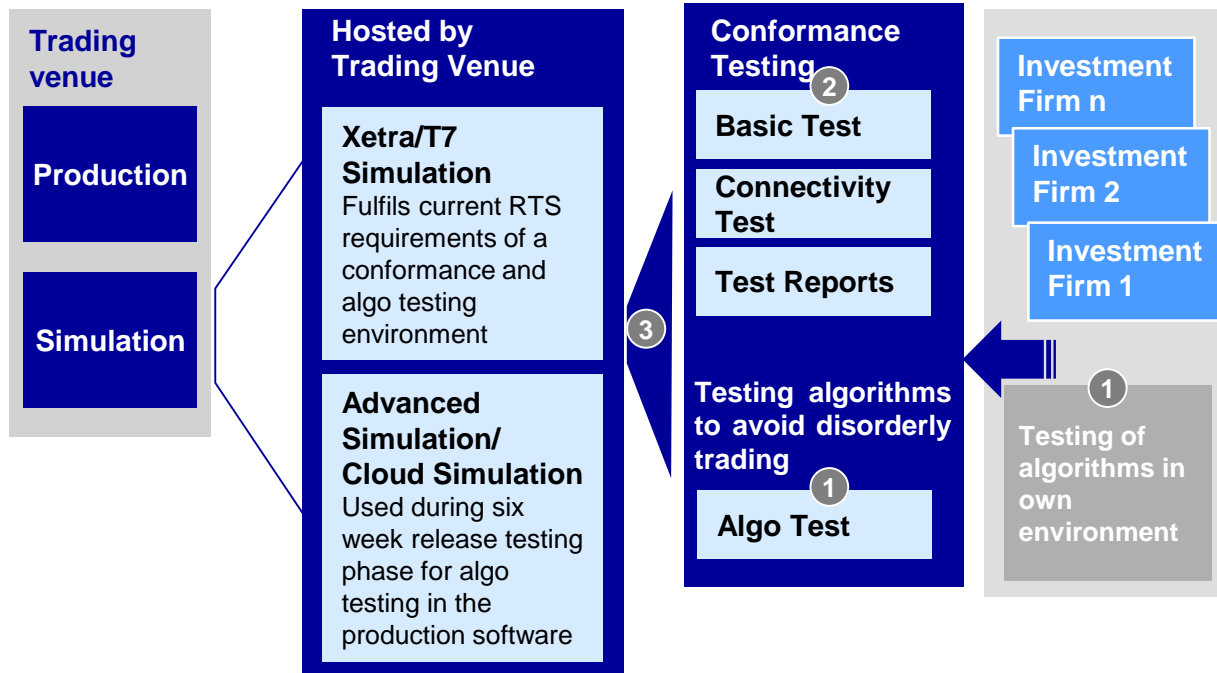 Trading
venue
Production
Simulation
Hosted by
Trading Venue
Xetra/T7
Simulation
Fulfils current RTS
requirements of a
conformance and
algo testing
environment
Advanced
Simulation/
Cloud Simulation
Used during six
week release testing
phase for algo
testing in the
production software
3
Conformance
Testing
2
Basic Test
Connectivity
Test
Test Reports
Testing algorithms
to avoid disorderly
trading
1
Algo Test
Investment
Firm n
Investment
Firm 2
Investment
Firm 1
1
Testing of
algorithms in
own
environment